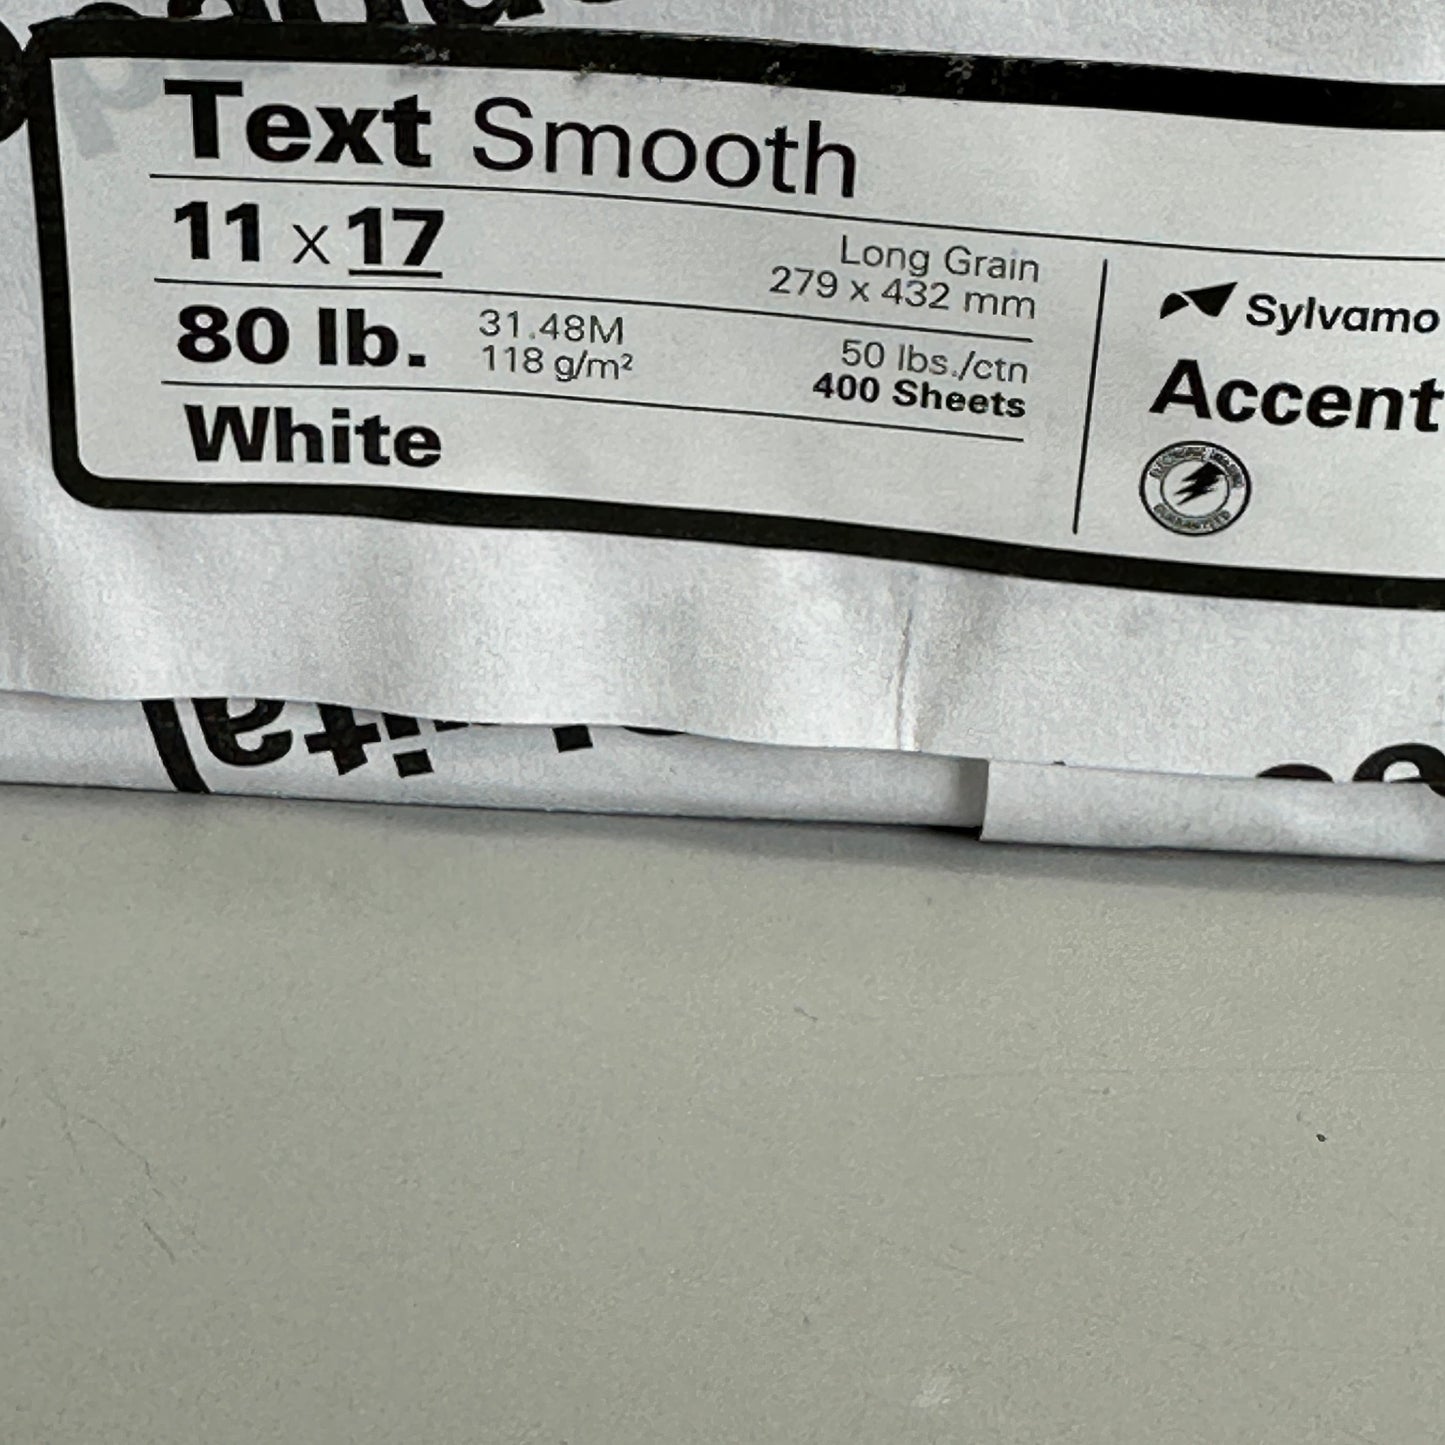 Text Smooth
11 x 17
Long Grain
279 x 432 mm
80 lb.
31.48M
118 g/m²
50 lbs./ctn
400 Sheets
White
Sylvamo
Accent
GUARANTEED